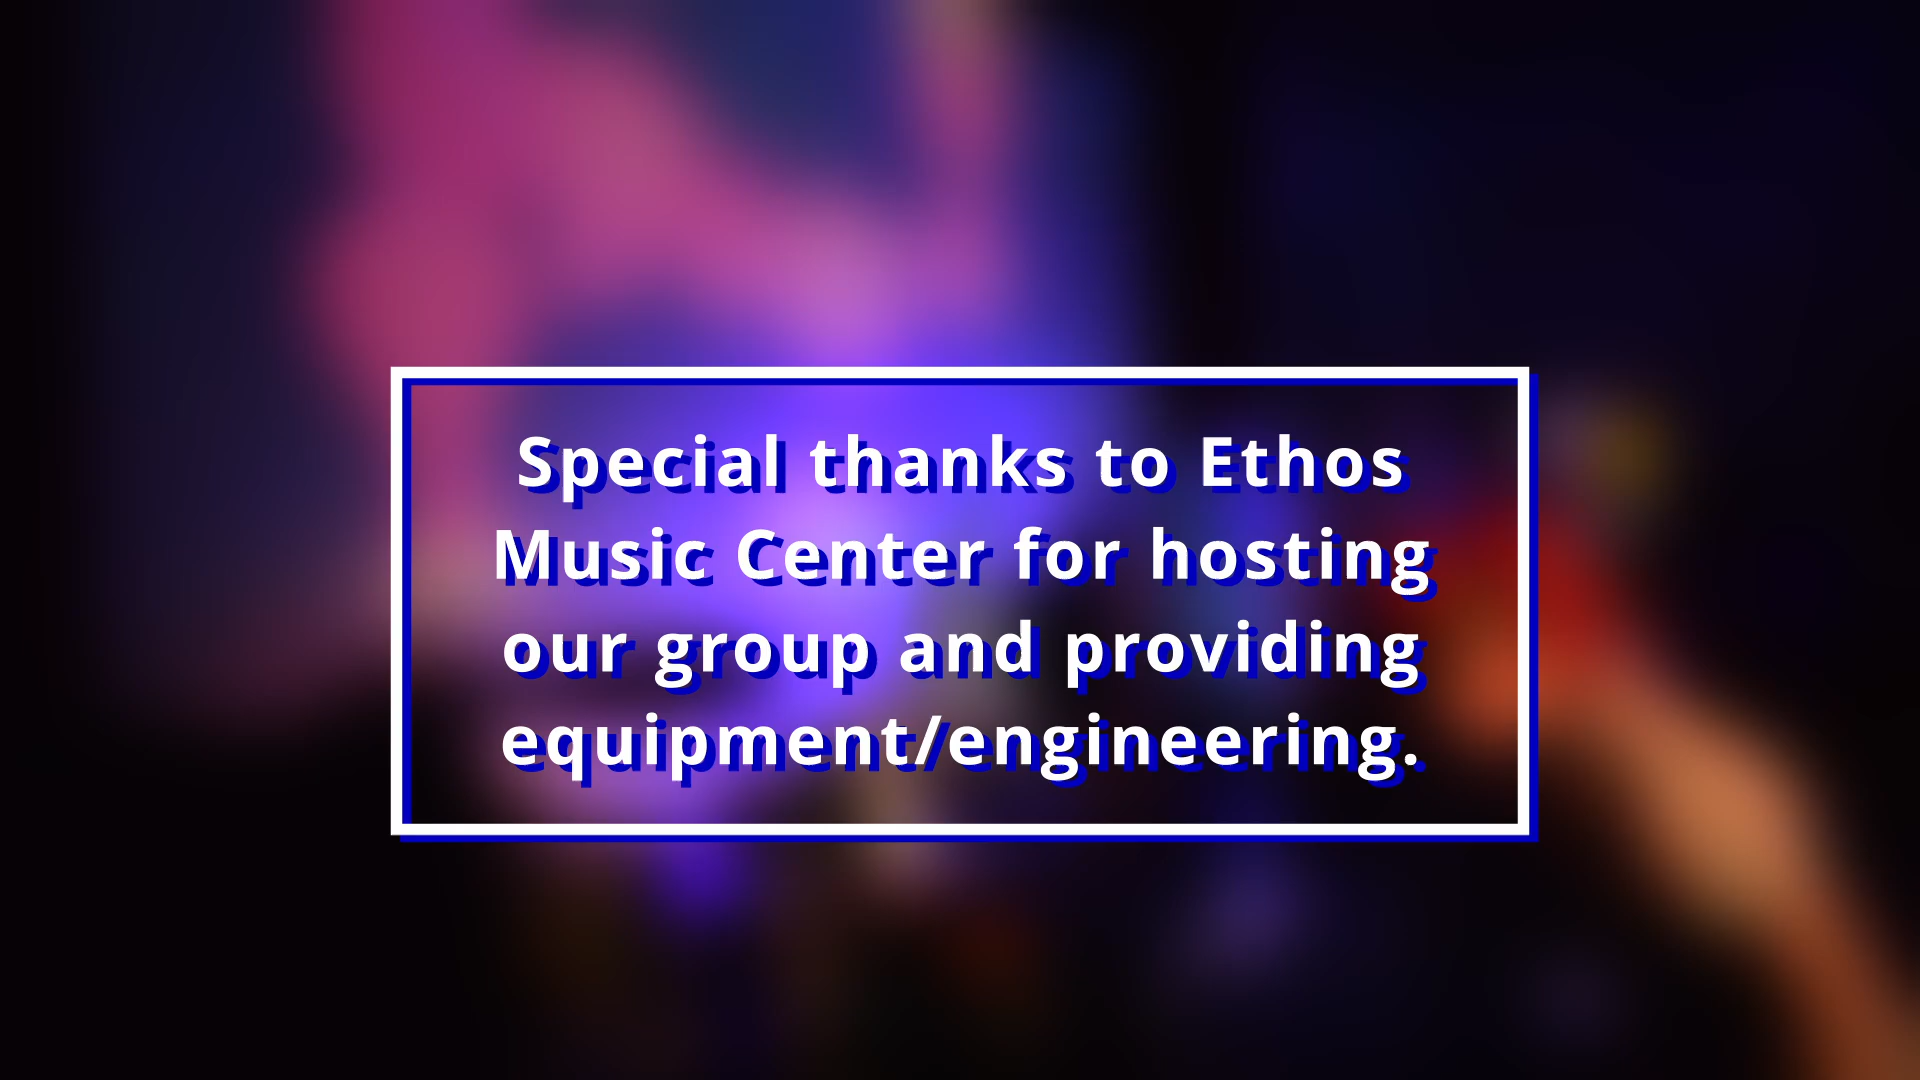 Special thanks to Ethos
Music Center for hosting
our group and providing
equipment/engineering.